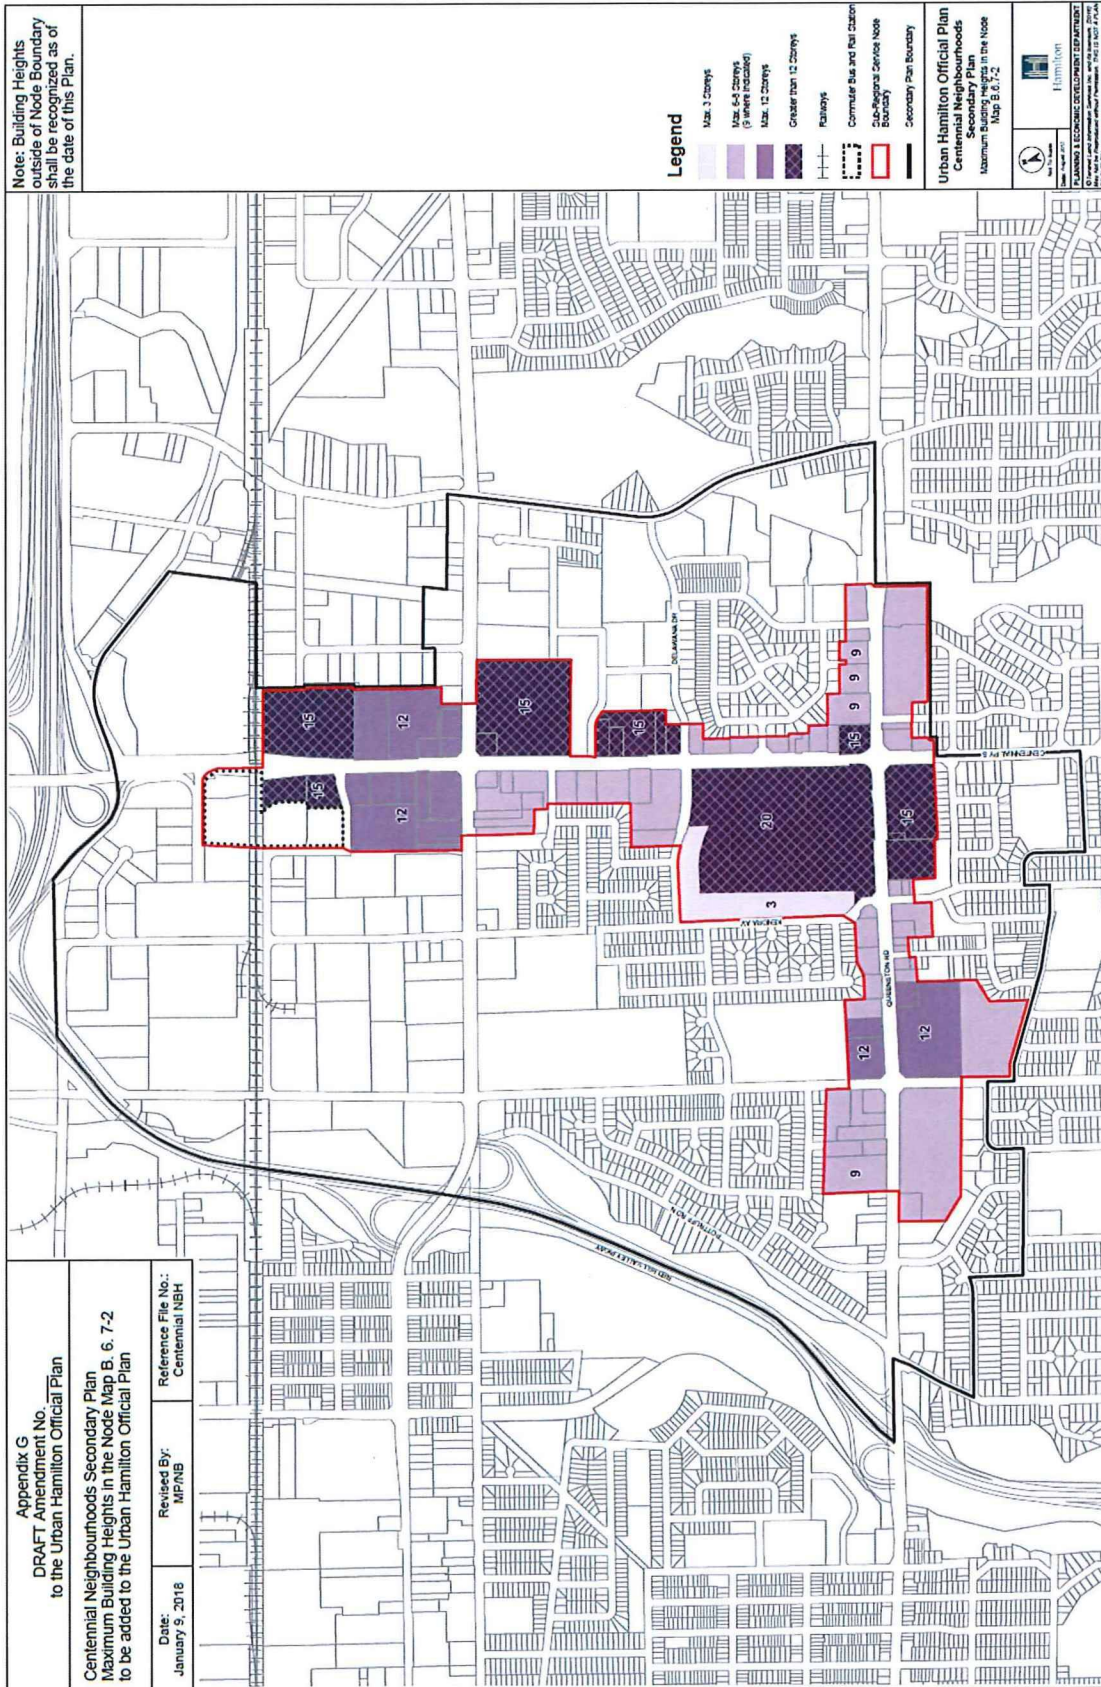 Appendix G
DRAFT Amendment No.
to the Urban Hamilton Official Plan
Centennial Neighbourhoods Secondary Plan
Maximum Building Heights in the Node Map B. 6. 7-2
to be added to the Urban Hamilton Official Plan
Date:
January 9, 2018
Revised By:
MP/NB
Reference File No.:
Centennial NBH
Note: Building Heights
outside of Node Boundary
shall be recognized as of
the date of this Plan.
Legend
Max. 3 Storeys
Max. 6-8 Storeys
(9 where indicated)
Max. 12 Storeys
Greater than 12 Storeys
Railways
Commuter Bus and Rail Station
Sub-Regional Service Node
Boundary
Secondary Plan Boundary
Urban Hamilton Official Plan
Centennial Neighbourhoods
Secondary Plan
Maximum Building Heights in the Node
Map B.6.7-2
Hamilton
PLANNING & ECONOMIC DEVELOPMENT DEPARTMENT
15
15
12
12
15
15
20
3
15
9
9
9
15
12
12
9
DELAWANA DR
KENORA AV
QUEENSTON RD
CENTENNIAL PY S
POTTRUFF RD N
RED HILL VALLEY PKWY